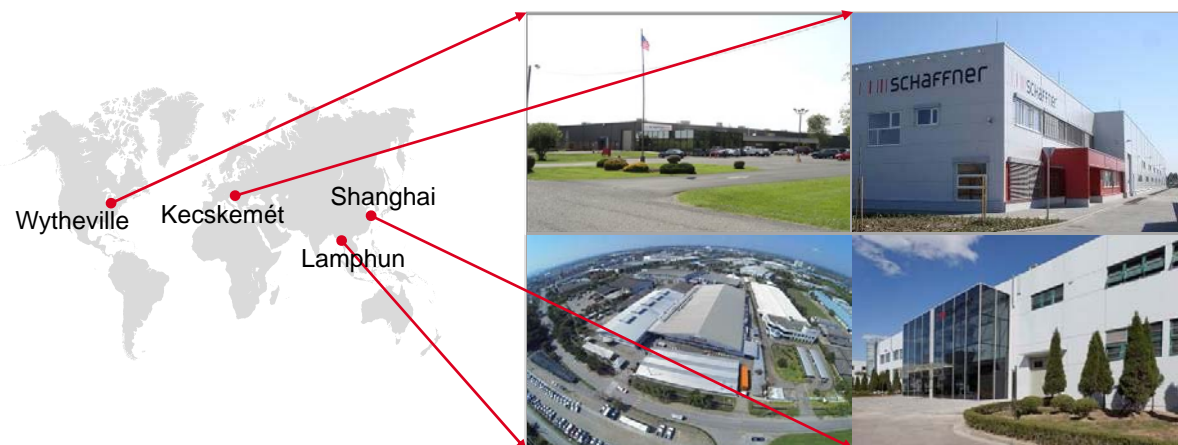 Wytheville
Kecskemét
Shanghai
Lamphun
SCHAFFNER
SCHAFFNER